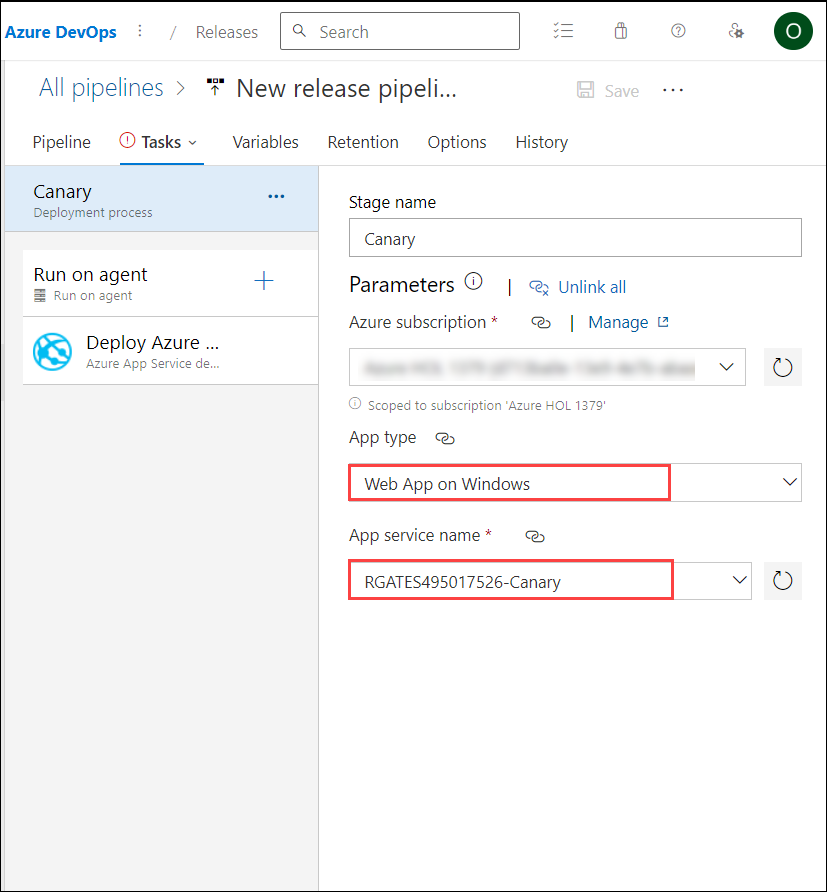 Azure DevOps / Releases Search O
All pipelines New release pipeli... Save ...
Pipeline Tasks Variables Retention Options History
Canary
Deployment process
Run on agent
Run on agent
Deploy Azure ...
Azure App Service de...
Stage name
Canary
Parameters | Unlink all
Azure subscription * | Manage
Scoped to subscription 'Azure HOL 1379'
App type
Web App on Windows
App service name *
RGATES495017526-Canary